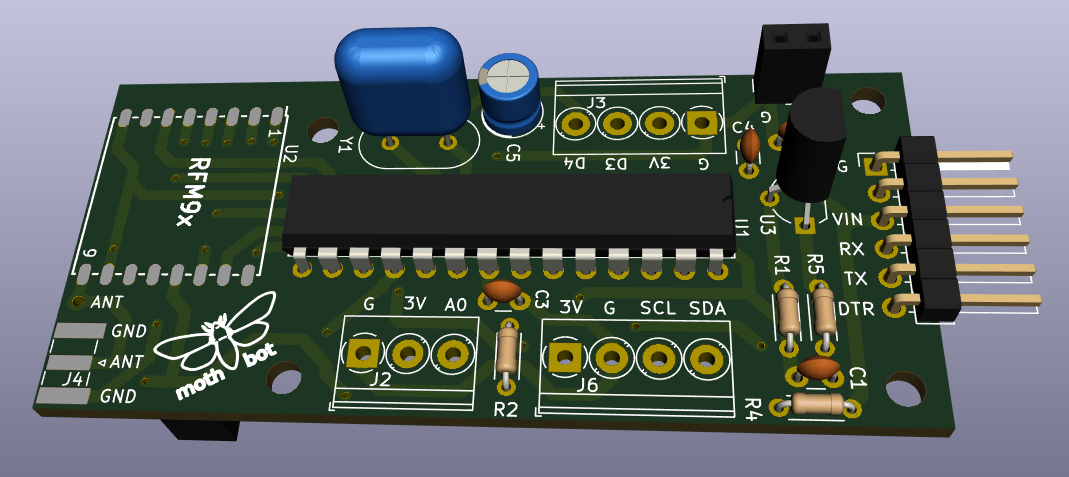 J3
D4 D3 3V G
G
C4
Y1
C5
1
U2
RFM9x
9
U1
U3
G
VIN
RX
TX
DTR
R1
R5
ANT
GND
ANT
J4
GND
moth bot
G 3V A0
J2
C3
R2
3V G SCL SDA
J6
C1
R4